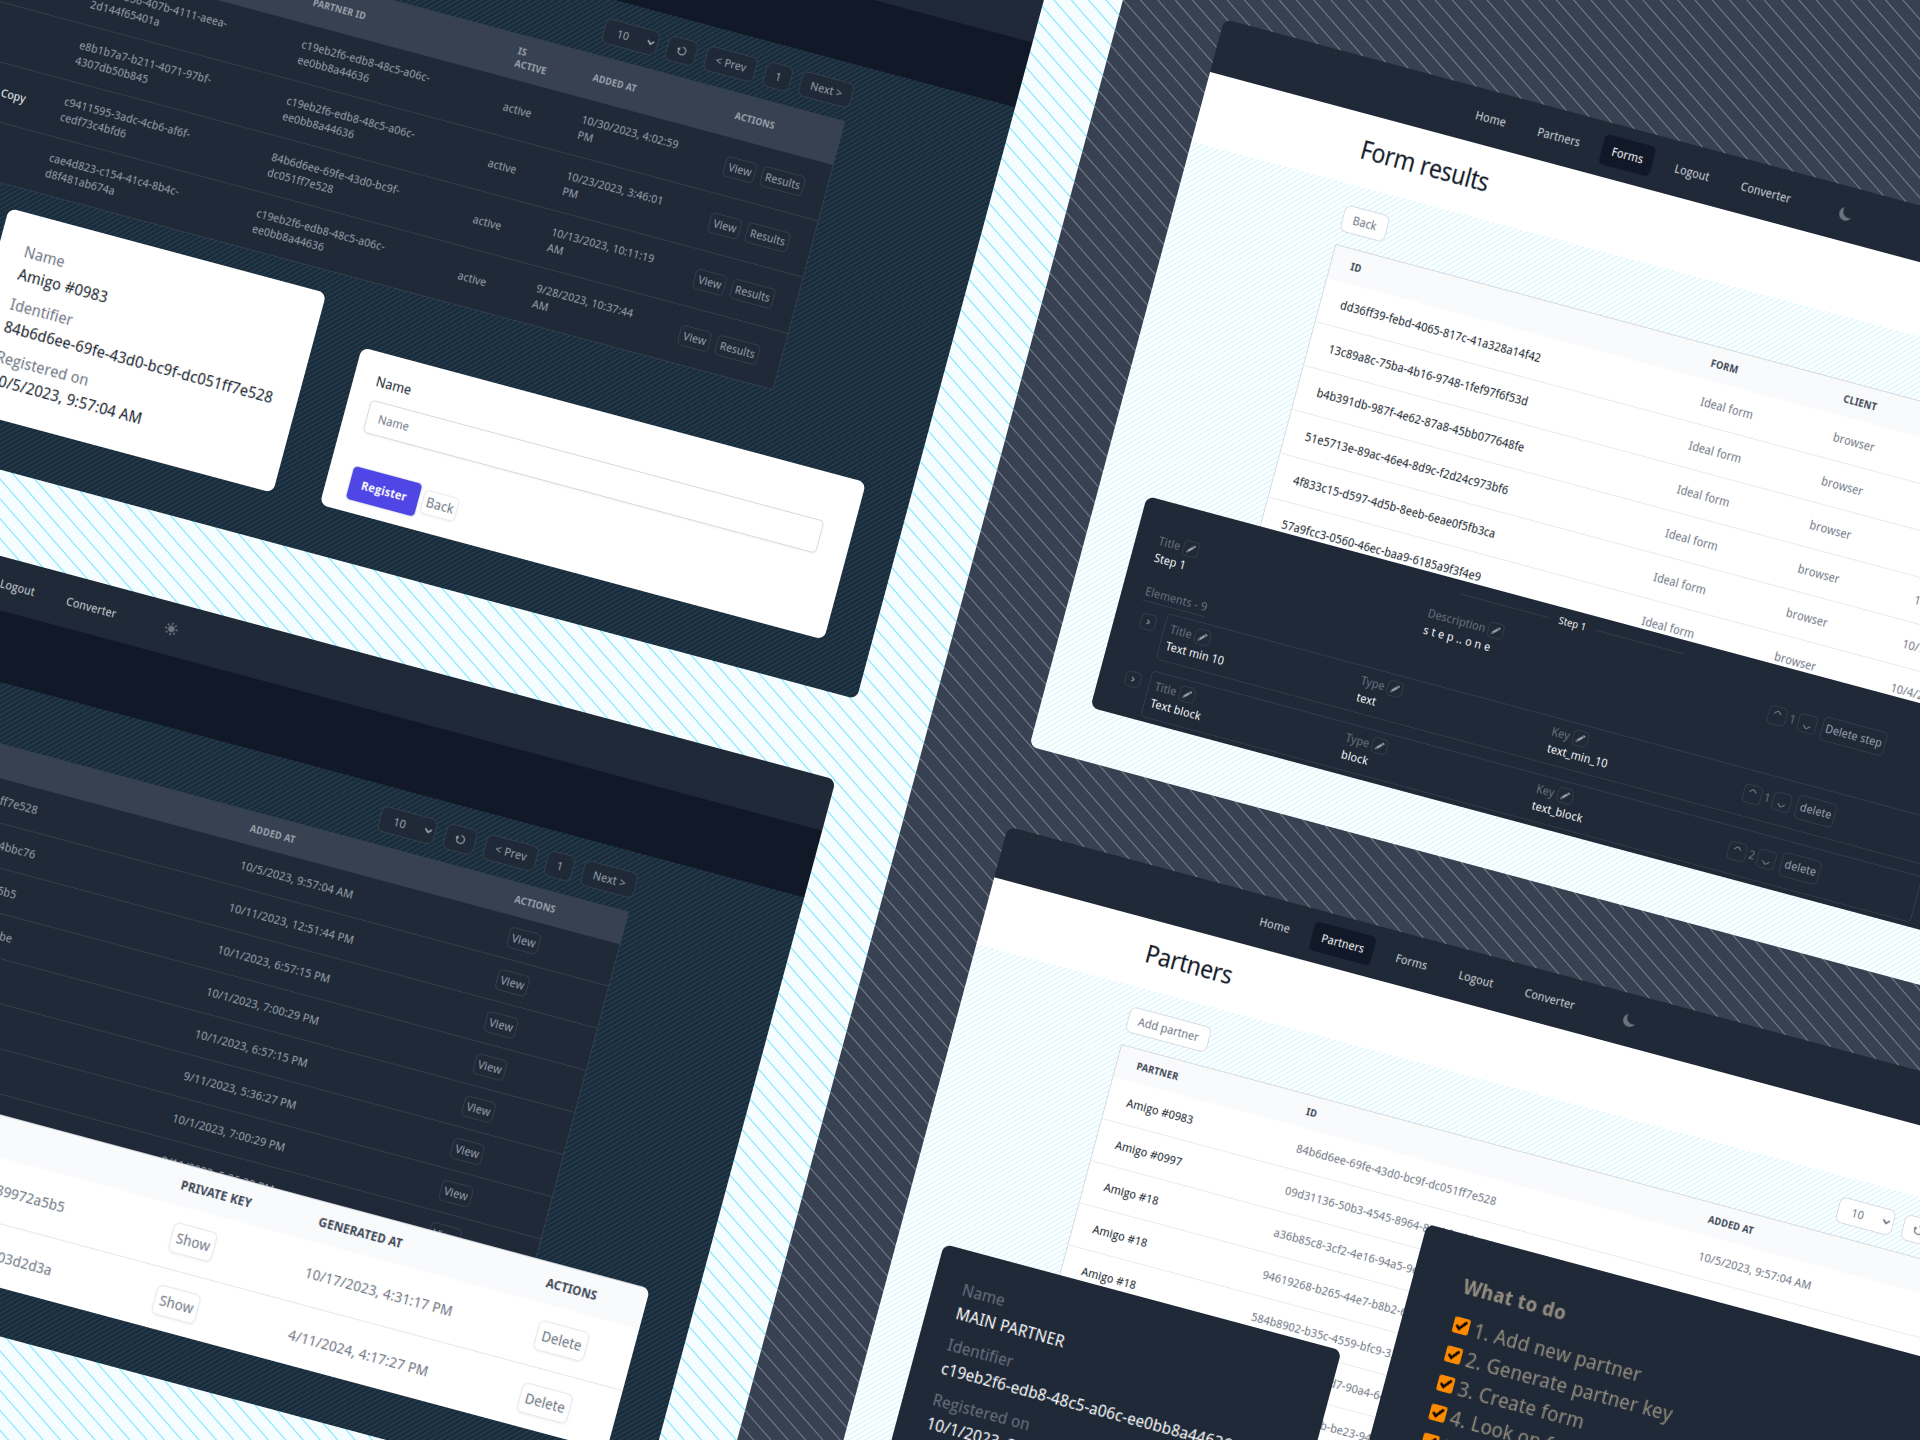 PARTNER ID
IS
ACTIVE
ADDED AT
ACTIONS
10
< Prev
1
Next >
2d144f65401a
c19eb2f6-edb8-48c5-a06c-
ee0bb8a44636
active
10/30/2023, 4:02:59
PM
View
Results
e8b1b7a7-b211-4071-97bf-
4307db50b845
c19eb2f6-edb8-48c5-a06c-
ee0bb8a44636
active
10/23/2023, 3:46:01
PM
View
Results
Copy
c9411595-3adc-4cb6-af6f-
cedf73c4bfd6
84b6d6ee-69fe-43d0-bc9f-
dc051ff7e528
active
10/13/2023, 10:11:19
AM
View
Results
cae4d823-c154-41c4-8b4c-
d8f481ab674a
c19eb2f6-edb8-48c5-a06c-
ee0bb8a44636
active
9/28/2023, 10:37:44
AM
View
Results
Name
Amigo #0983
Identifier
84b6d6ee-69fe-43d0-bc9f-dc051ff7e528
Registered on
0/5/2023, 9:57:04 AM
Name
Name
Register
Back
Logout
Converter
10
< Prev
1
Next >
ADDED AT
ACTIONS
ff7e528
10/5/2023, 9:57:04 AM
View
4bbc76
10/11/2023, 12:51:44 PM
View
10/1/2023, 6:57:15 PM
View
10/1/2023, 7:00:29 PM
View
10/1/2023, 6:57:15 PM
View
9/11/2023, 5:36:27 PM
View
10/1/2023, 7:00:29 PM
View
PRIVATE KEY
GENERATED AT
ACTIONS
39972a5b5
Show
10/17/2023, 4:31:17 PM
Delete
03d2d3a
Show
4/11/2024, 4:17:27 PM
Delete
Home
Partners
Forms
Logout
Converter
Form results
Back
ID
FORM
CLIENT
dd36ff39-febd-4065-817c-41a328a14f42
Ideal form
browser
13c89a8c-75ba-4b16-9748-1fef97f6f53d
Ideal form
browser
b4b391db-987f-4e62-87a8-45bb077648fe
Ideal form
browser
51e5713e-89ac-46e4-8d9c-f2d24c973bf6
Ideal form
browser
4f833c15-d597-4d5b-8eeb-6eae0f5fb3ca
Ideal form
browser
10/
57a9fcc3-0560-46ec-baa9-6185a9f3f4e9
Ideal form
browser
10/4/2
Step 1
Title
Step 1
Description
s t e p .. o n e
1
Delete step
Elements - 9
Title
Text min 10
Type
text
Key
text_min_10
1
delete
Title
Text block
Type
block
Key
text_block
2
delete
Home
Partners
Forms
Logout
Converter
Partners
Add partner
10
PARTNER
ID
ADDED AT
Amigo #0983
84b6d6ee-69fe-43d0-bc9f-dc051ff7e528
10/5/2023, 9:57:04 AM
Amigo #0997
09d31136-50b3-4545-8964-
Amigo #18
a36b85c8-3cf2-4e16-94a5-9
Amigo #18
94619268-b265-44e7-b8b2-
Amigo #18
584b8902-b35c-4559-bfc9-3
Name
MAIN PARTNER
Identifier
c19eb2f6-edb8-48c5-a06c-ee0bb8a44636
Registered on
10/1/2023,
What to do
1. Add new partner
2. Generate partner key
3. Create form
4. Look on